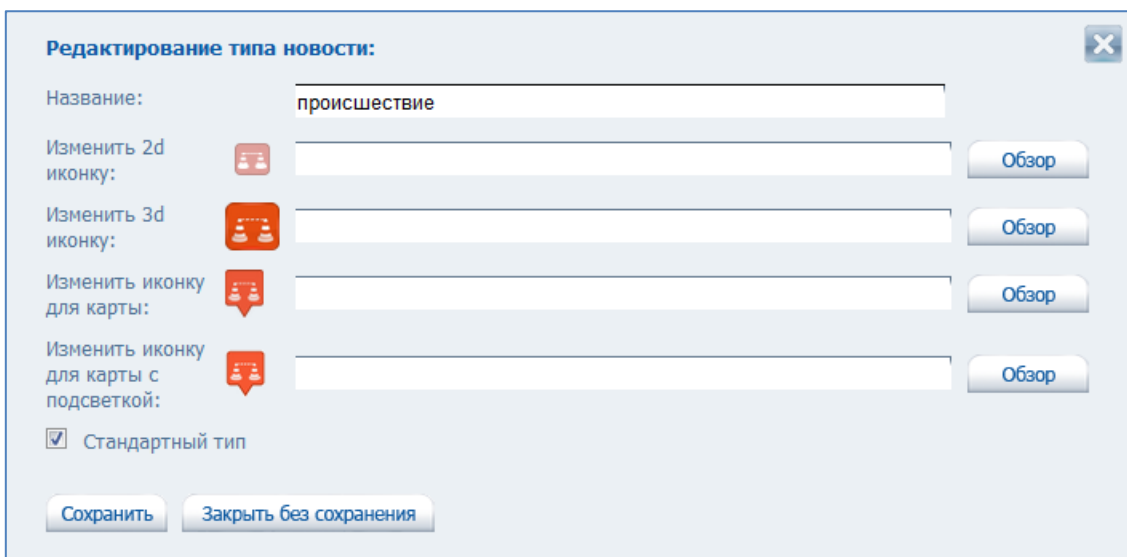 Редактирование типа новости:
Название:
происшествие
Изменить 2d
иконку:
Обзор
Изменить 3d
иконку:
Обзор
Изменить иконку
для карты:
Обзор
Изменить иконку
для карты с
подсветкой:
Обзор
Стандартный тип
Сохранить
Закрыть без сохранения